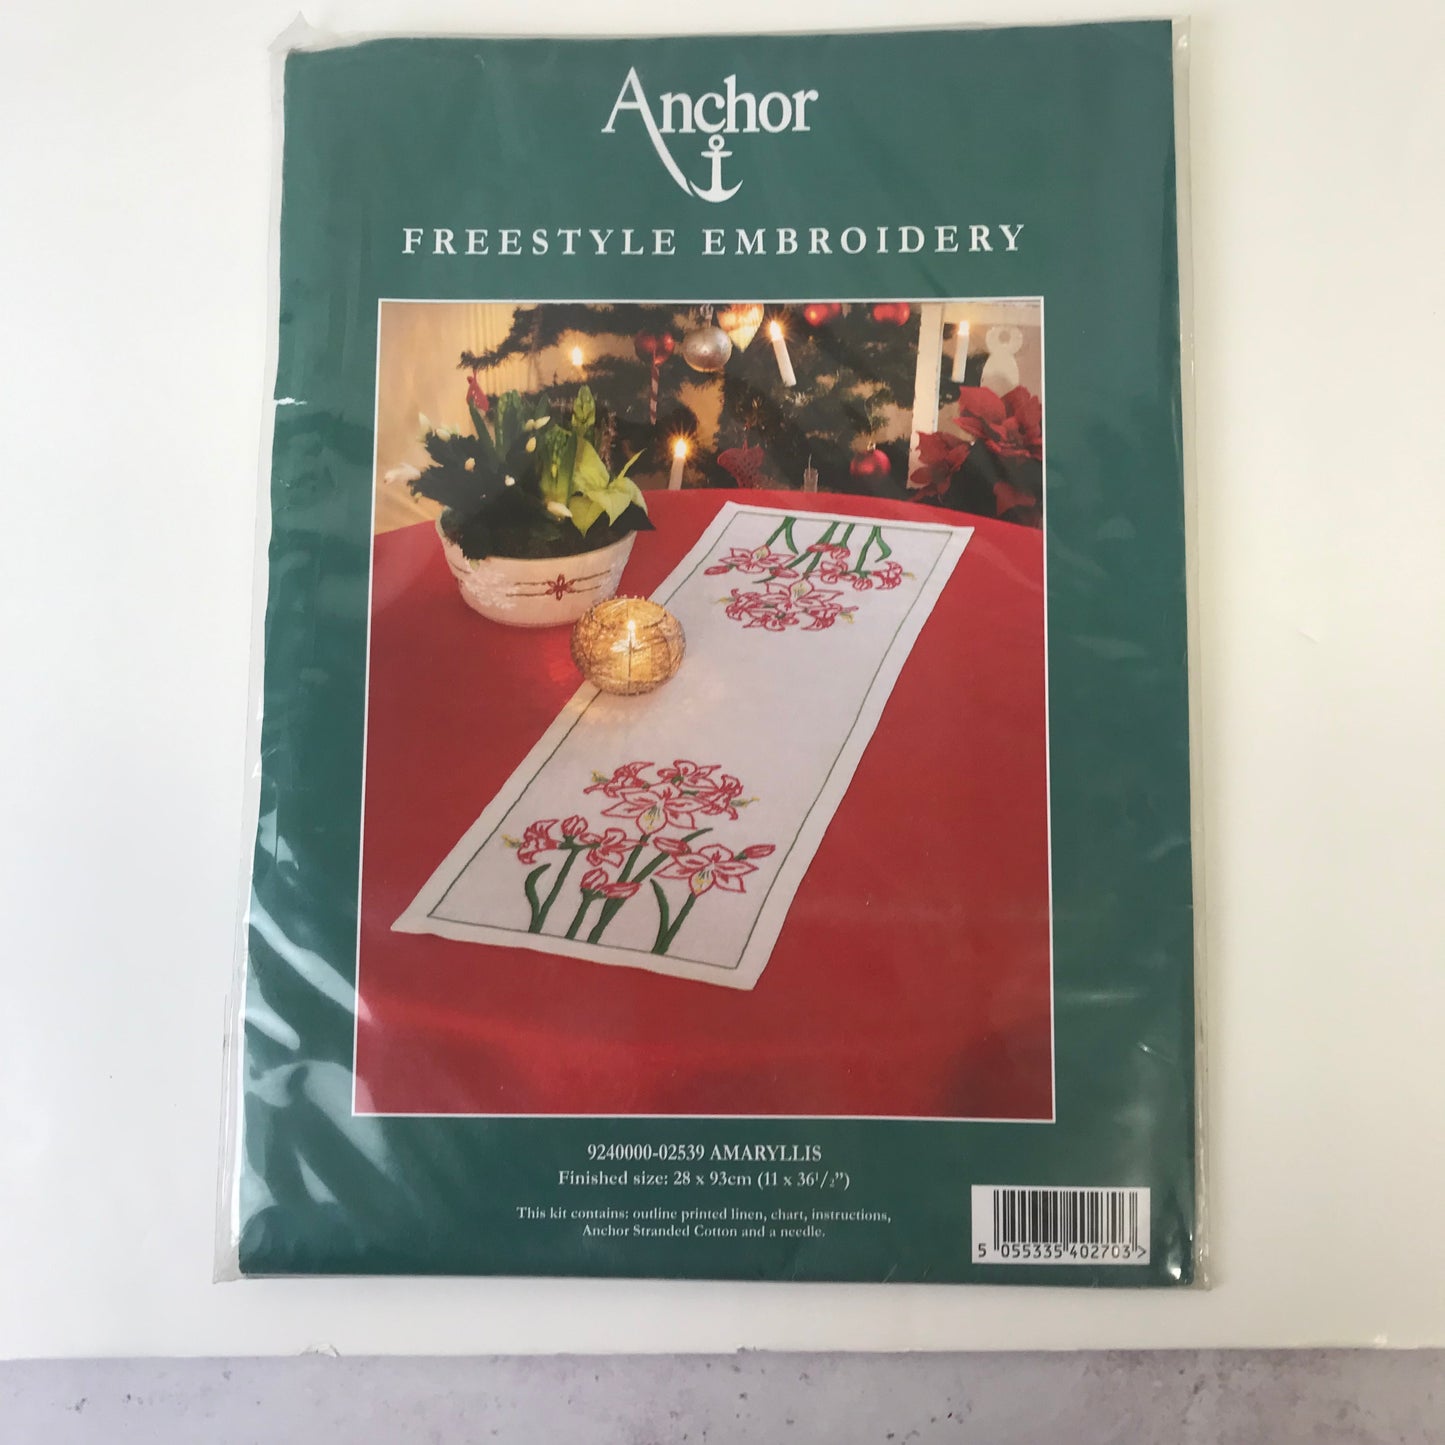 Anchor
FREESTYLE EMBROIDERY
9240000-02539 AMARYLLIS
Finished size: 28 x 93cm (11 x 36¹/₂”)
This kit contains: outline printed linen, chart, instructions,
Anchor Stranded Cotton and a needle.
5 055335 402703 >